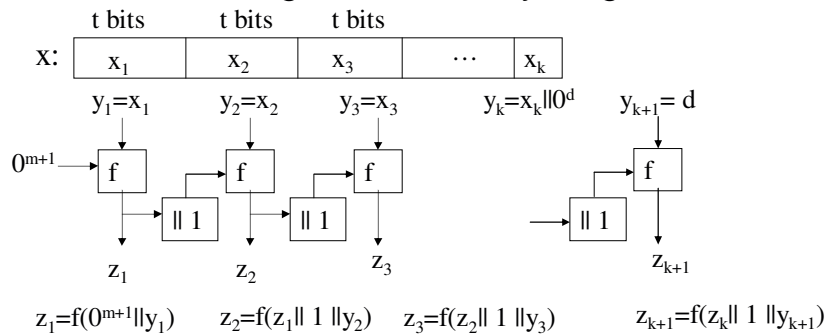 t bits t bits t bits
x: x₁ x₂ x₃ ⋯ xₖ
y₁=x₁ y₂=x₂ y₃=x₃ yₖ=xₖ||0ᵈ yₖ₊₁= d
0ᵐ⁺¹ f f f f
|| 1 || 1 || 1
z₁ z₂ z₃ zₖ₊₁
z₁=f(0ᵐ⁺¹||y₁) z₂=f(z₁|| 1 ||y₂) z₃=f(z₂|| 1 ||y₃) zₖ₊₁=f(zₖ|| 1 ||yₖ₊₁)